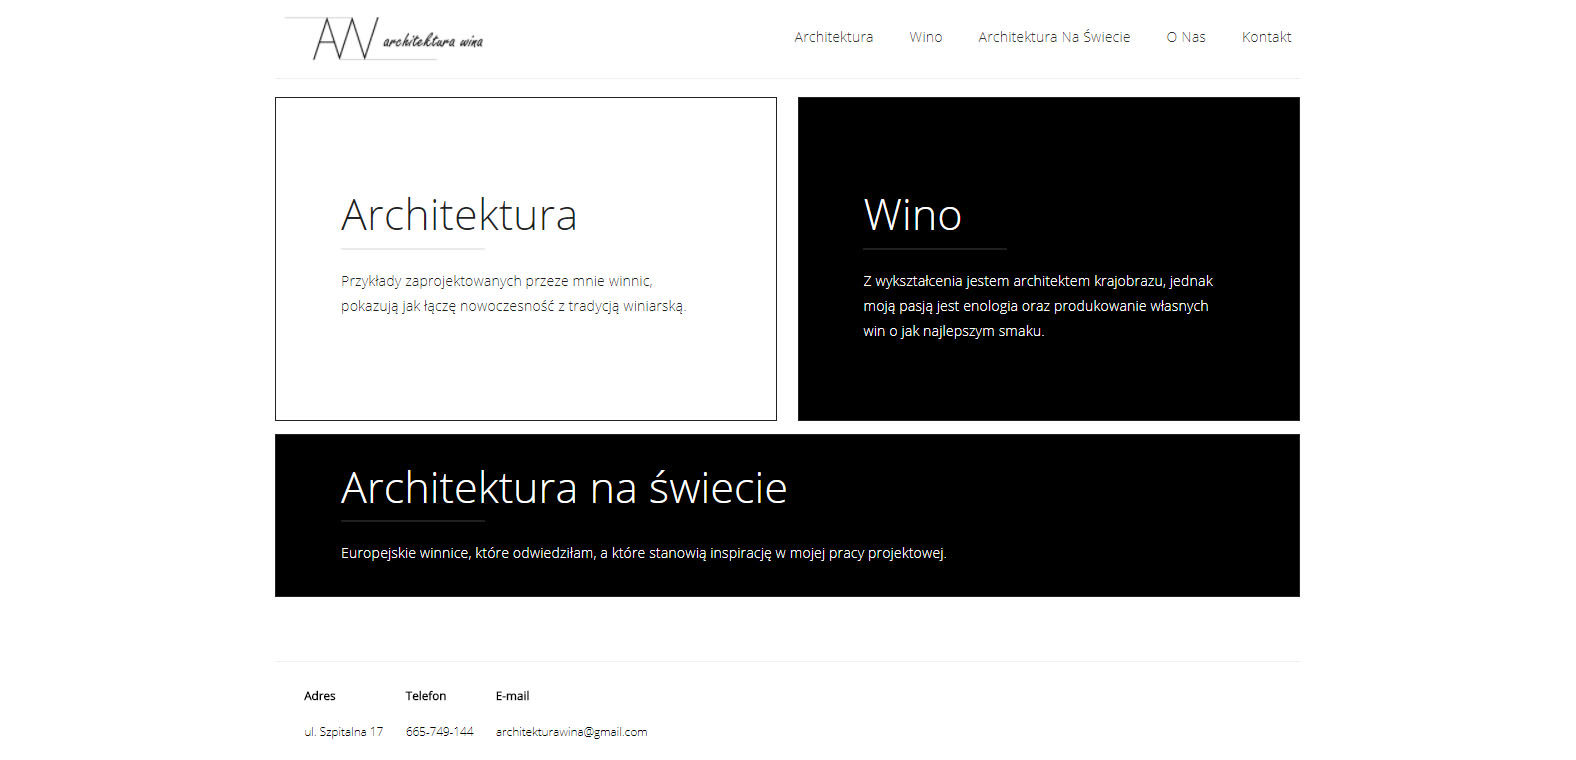 AW architektura wina
Architektura Wino Architektura Na Świecie O Nas Kontakt
Architektura
Przykłady zaprojektowanych przeze mnie winnic,
pokazują jak łączę nowoczesność z tradycją winiarską.
Wino
Z wykształcenia jestem architektem krajobrazu, jednak
moją pasją jest enologia oraz produkowanie własnych
win o jak najlepszym smaku.
Architektura na świecie
Europejskie winnice, które odwiedziłam, a które stanowią inspirację w mojej pracy projektowej.
Adres Telefon E-mail
ul. Szpitalna 17 665-749-144 architekturawina@gmail.com